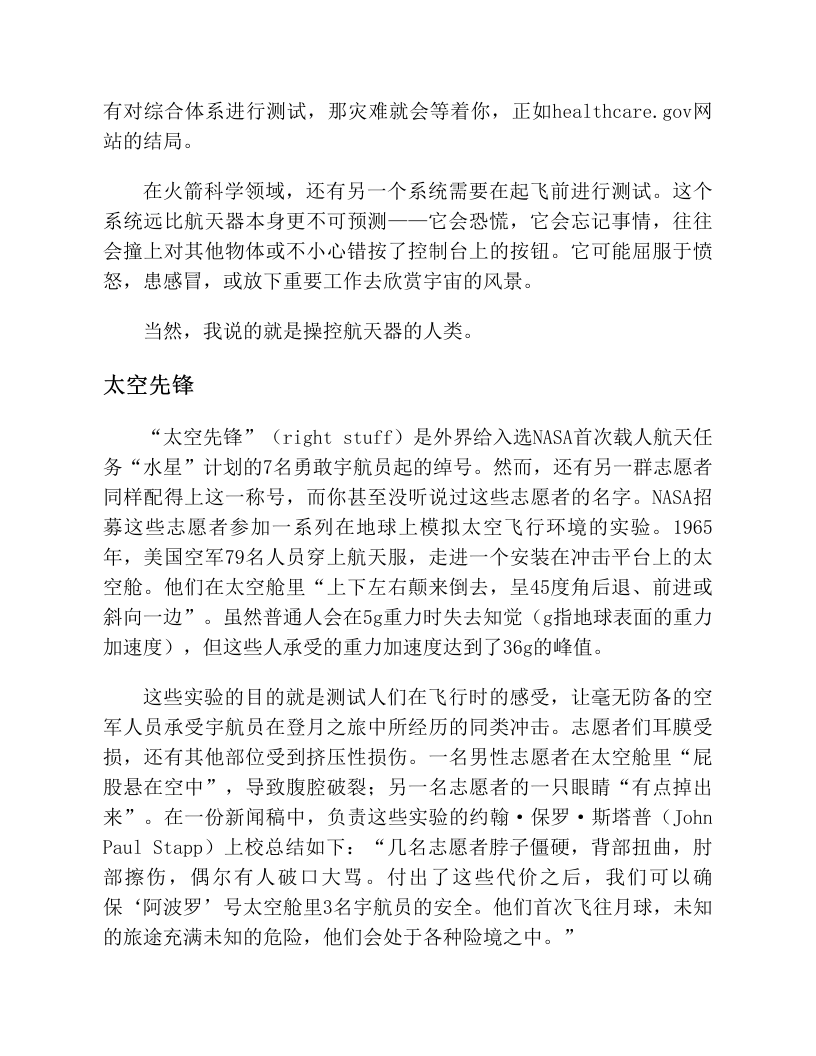 有对综合体系进行测试，那灾难就会等着你，正如healthcare.gov网
站的结局。
在火箭科学领域，还有另一个系统需要在起飞前进行测试。这个
系统远比航天器本身更不可预测——它会恐慌，它会忘记事情，往往
会撞上对其他物体或不小心错按了控制台上的按钮。它可能屈服于愤
怒，患感冒，或放下重要工作去欣赏宇宙的风景。
当然，我说的就是操控航天器的人类。
太空先锋
“太空先锋”（right stuff）是外界给入选NASA首次载人航天任
务“水星”计划的7名勇敢宇航员起的绰号。然而，还有另一群志愿者
同样配得上这一称号，而你甚至没听说过这些志愿者的名字。NASA招
募这些志愿者参加一系列在地球上模拟太空飞行环境的实验。1965
年，美国空军79名人员穿上航天服，走进一个安装在冲击平台上的太
空舱。他们在太空舱里“上下左右颠来倒去，呈45度角后退、前进或
斜向一边”。虽然普通人会在5g重力时失去知觉（g指地球表面的重力
加速度），但这些人承受的重力加速度达到了36g的峰值。
这些实验的目的就是测试人们在飞行时的感受，让毫无防备的空
军人员承受宇航员在登月之旅中所经历的同类冲击。志愿者们耳膜受
损，还有其他部位受到挤压性损伤。一名男性志愿者在太空舱里“屁
股悬在空中”，导致腹腔破裂；另一名志愿者的一只眼睛“有点掉出
来”。在一份新闻稿中，负责这些实验的约翰·保罗·斯塔普（John
Paul Stapp）上校总结如下：“几名志愿者脖子僵硬，背部扭曲，肘
部擦伤，偶尔有人破口大骂。付出了这些代价之后，我们可以确
保‘阿波罗’号太空舱里3名宇航员的安全。他们首次飞往月球，未知
的旅途充满未知的危险，他们会处于各种险境之中。”